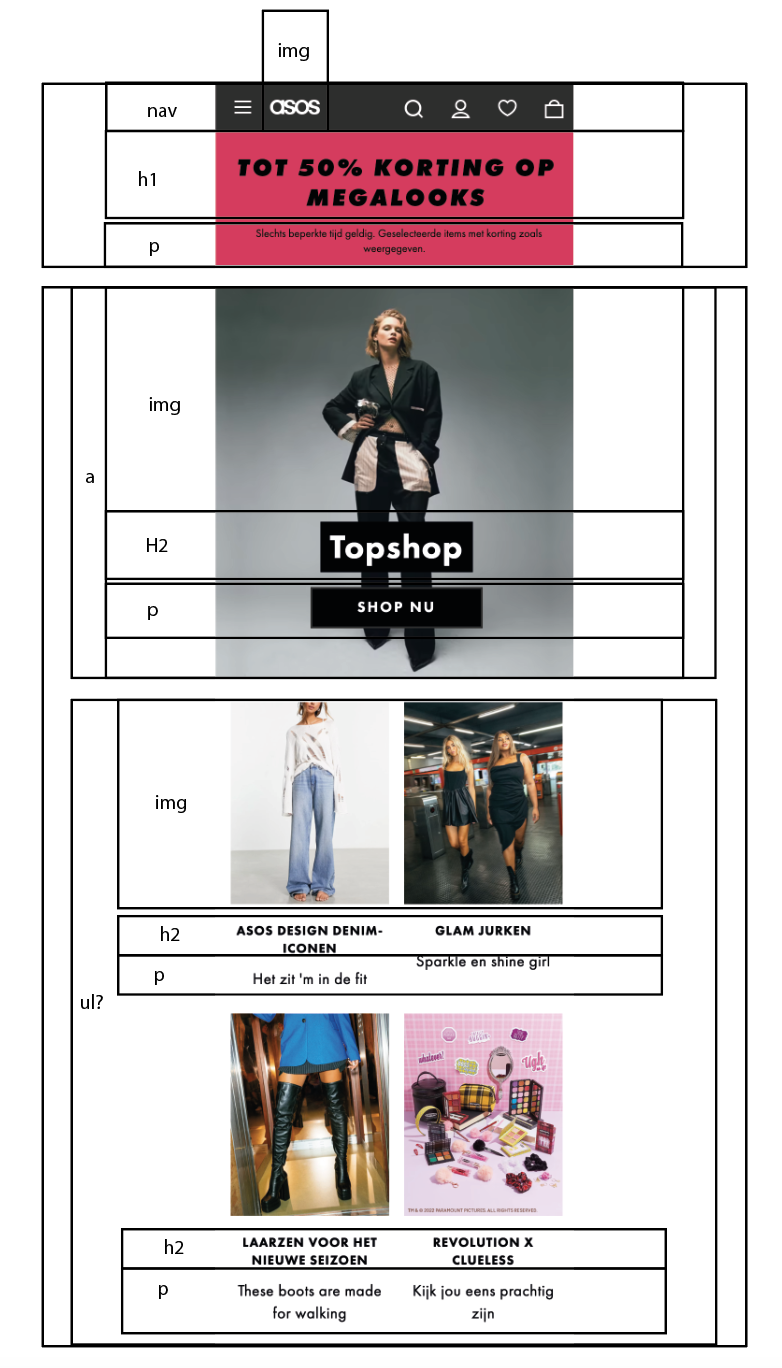 img
nav
asos
h1
TOT 50% KORTING OP
MEGALOOKS
p
Slechts beperkte tijd geldig. Geselecteerde items met korting zoals
weergegeven.
img
a
H2
Topshop
p
SHOP NU
img
h2
ASOS DESIGN DENIM-
ICONEN
GLAM JURKEN
p
Het zit 'm in de fit
Sparkle en shine girl
ul?
whatever!
Ugh
TM & © 2022 PARAMOUNT PICTURES. ALL RIGHTS RESERVED.
h2
LAARZEN VOOR HET
NIEUWE SEIZOEN
REVOLUTION X
CLUELESS
p
These boots are made
for walking
Kijk jou eens prachtig
zijn